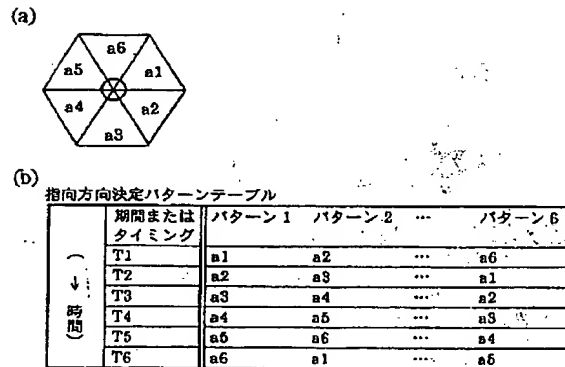 (a)
a6
a5 a1
a4 a2
a3
(b)
指向方向決定パターンテーブル
期間または パターン1 パターン2 … パターン6
タイミング
T1 a1 a2 … a6
T2 a2 a3 … a1
T3 a3 a4 … a2
T4 a4 a5 … a3
T5 a5 a6 … a4
T6 a6 a1 … a5
(→時間)